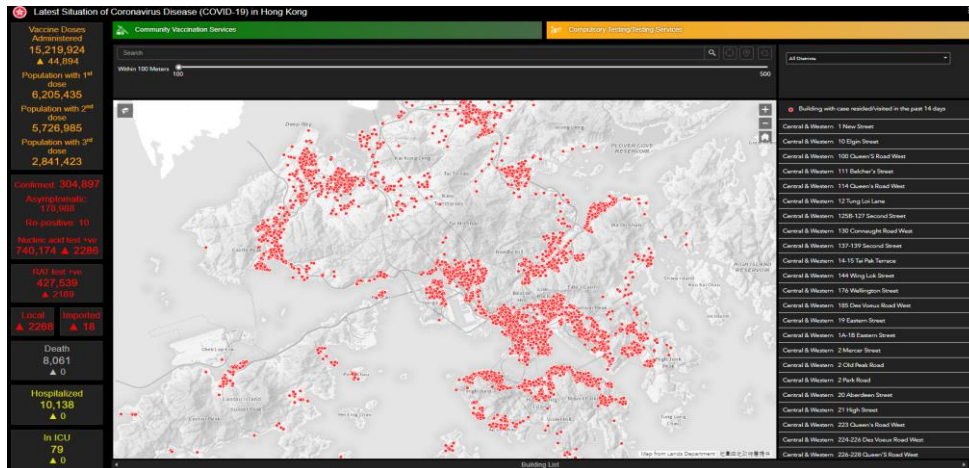 Latest Situation of Coronavirus Disease (COVID-19) in Hong Kong
Vaccine Doses
Administered
15,219,924
▲ 44,894
Population with 1st
dose
6,205,435
Population with 2nd
dose
5,726,985
Population with 3rd
dose
2,841,423
Confirmed: 304,897
Asymptomatic:
178,988
Re-positive: 10
Nucleic acid test +ve
740,174 ▲ 2286
RAT test +ve
427,539
▲ 2169
Local
▲ 2268
Imported
▲ 18
Death
8,061
▲ 0
Hospitalized
10,138
▲ 0
In ICU
79
▲ 0
Community Vaccination Services
Compulsory Testing/Testing Services
Search
Within 100 Meters
100
500
Deep Bay
PLOVER COVE
RESERVOIR
Kai Kung Leng
HIGH ISLAND
RESERVOIR
Map from Lands Department
Building List
All Districts
Building with case resided/visited in the past 14 days
Central & Western 1 New Street
Central & Western 10 Elgin Street
Central & Western 100 Queen'S Road West
Central & Western 111 Belcher's Street
Central & Western 114 Queen's Road West
Central & Western 12 Tung Loi Lane
Central & Western 125B-127 Second Street
Central & Western 130 Connaught Road West
Central & Western 137-139 Second Street
Central & Western 14-15 Tai Pak Terrace
Central & Western 144 Wing Lok Street
Central & Western 176 Wellington Street
Central & Western 185 Des Voeux Road West
Central & Western 19 Eastern Street
Central & Western 1A-1B Eastern Street
Central & Western 2 Mercer Street
Central & Western 2 Old Peak Road
Central & Western 2 Park Road
Central & Western 20 Aberdeen Street
Central & Western 21 High Street
Central & Western 223 Queen's Road West
Central & Western 224-226 Des Voeux Road West
Central & Western 226-228 Queen'S Road West